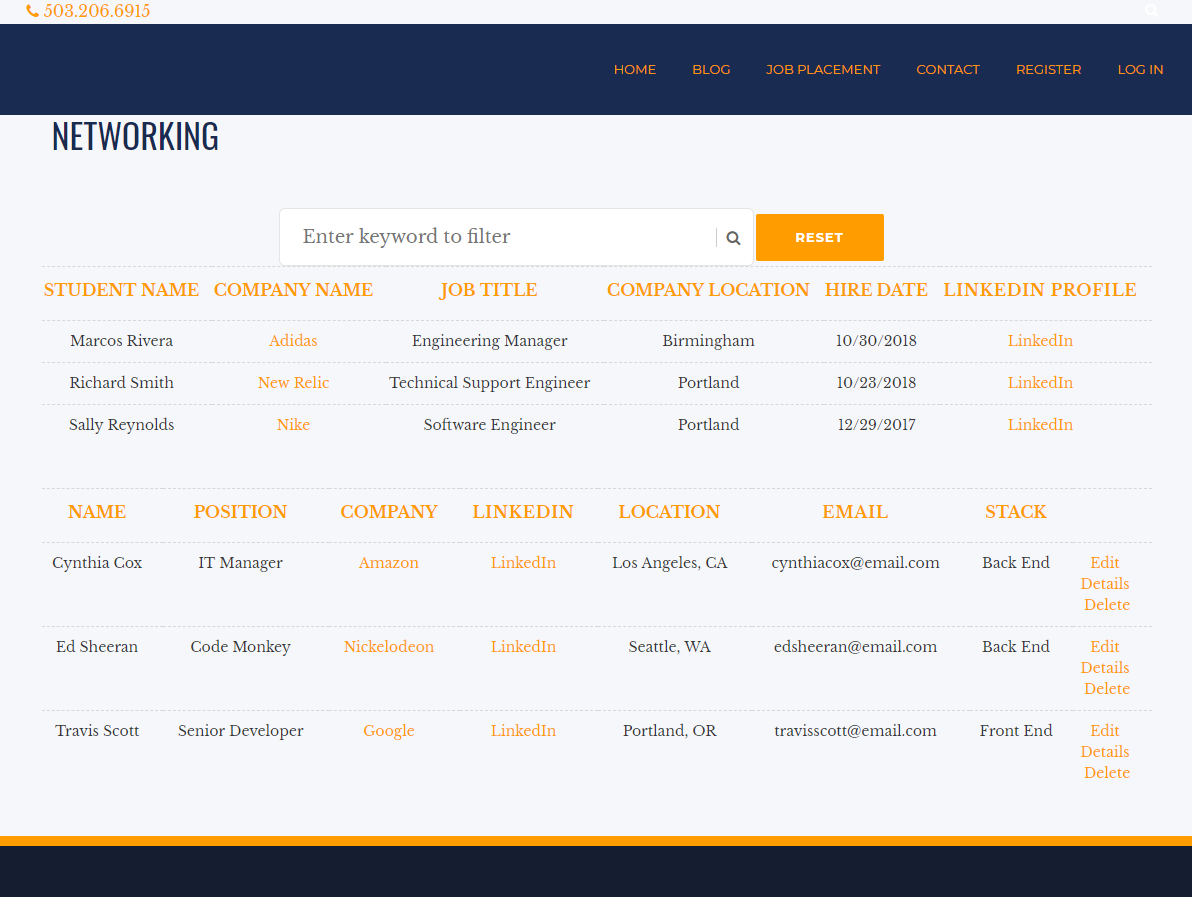 503.206.6915
HOME BLOG JOB PLACEMENT CONTACT REGISTER LOG IN
NETWORKING
Enter keyword to filter RESET
STUDENT NAME COMPANY NAME JOB TITLE COMPANY LOCATION HIRE DATE LINKEDIN PROFILE
Marcos Rivera Adidas Engineering Manager Birmingham 10/30/2018 LinkedIn
Richard Smith New Relic Technical Support Engineer Portland 10/23/2018 LinkedIn
Sally Reynolds Nike Software Engineer Portland 12/29/2017 LinkedIn
NAME POSITION COMPANY LINKEDIN LOCATION EMAIL STACK
Cynthia Cox IT Manager Amazon LinkedIn Los Angeles, CA cynthiacox@email.com Back End Edit
Details
Delete
Ed Sheeran Code Monkey Nickelodeon LinkedIn Seattle, WA edsheeran@email.com Back End Edit
Details
Delete
Travis Scott Senior Developer Google LinkedIn Portland, OR travisscott@email.com Front End Edit
Details
Delete